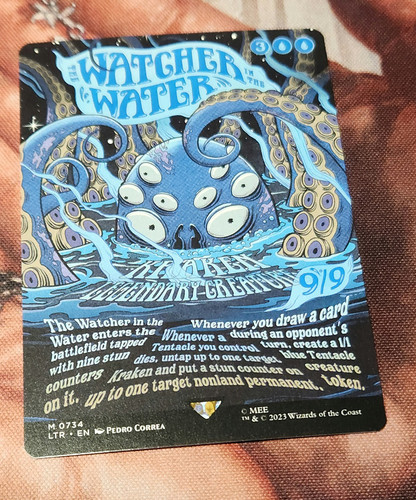 3
THE WATCHER IN THE
WATER
KRAKEN
LEGENDARY CREATURE
9/9
The Watcher in the
Water enters the
battlefield tapped
with nine stun
counters
on it.
Whenever you draw a card
during an opponent's
turn, create a 1/1
blue Tentacle
creature
token.
Whenever a
Tentacle you control
dies, untap up to one target
Kraken and put a stun counter on
up to one target nonland permanent.
M 0734
LTR • EN PEDRO CORREA
© MEE
™ & © 2023 Wizards of the Coast